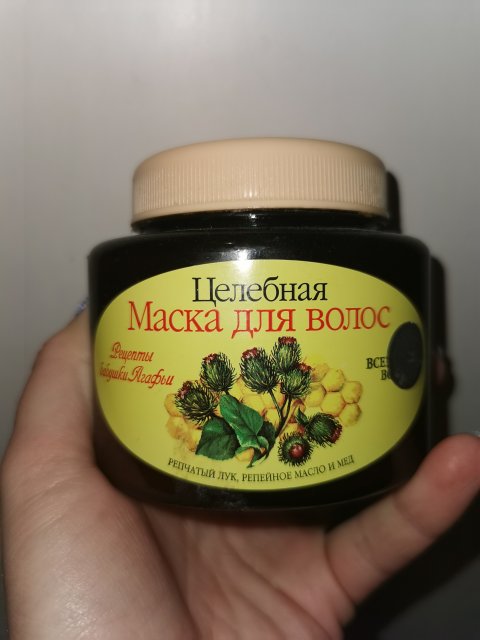 Целебная
Маска для волос
Рецепты
бабушки Агафьи
РЕПЧАТЫЙ ЛУК, РЕПЕЙНОЕ МАСЛО И МЕД